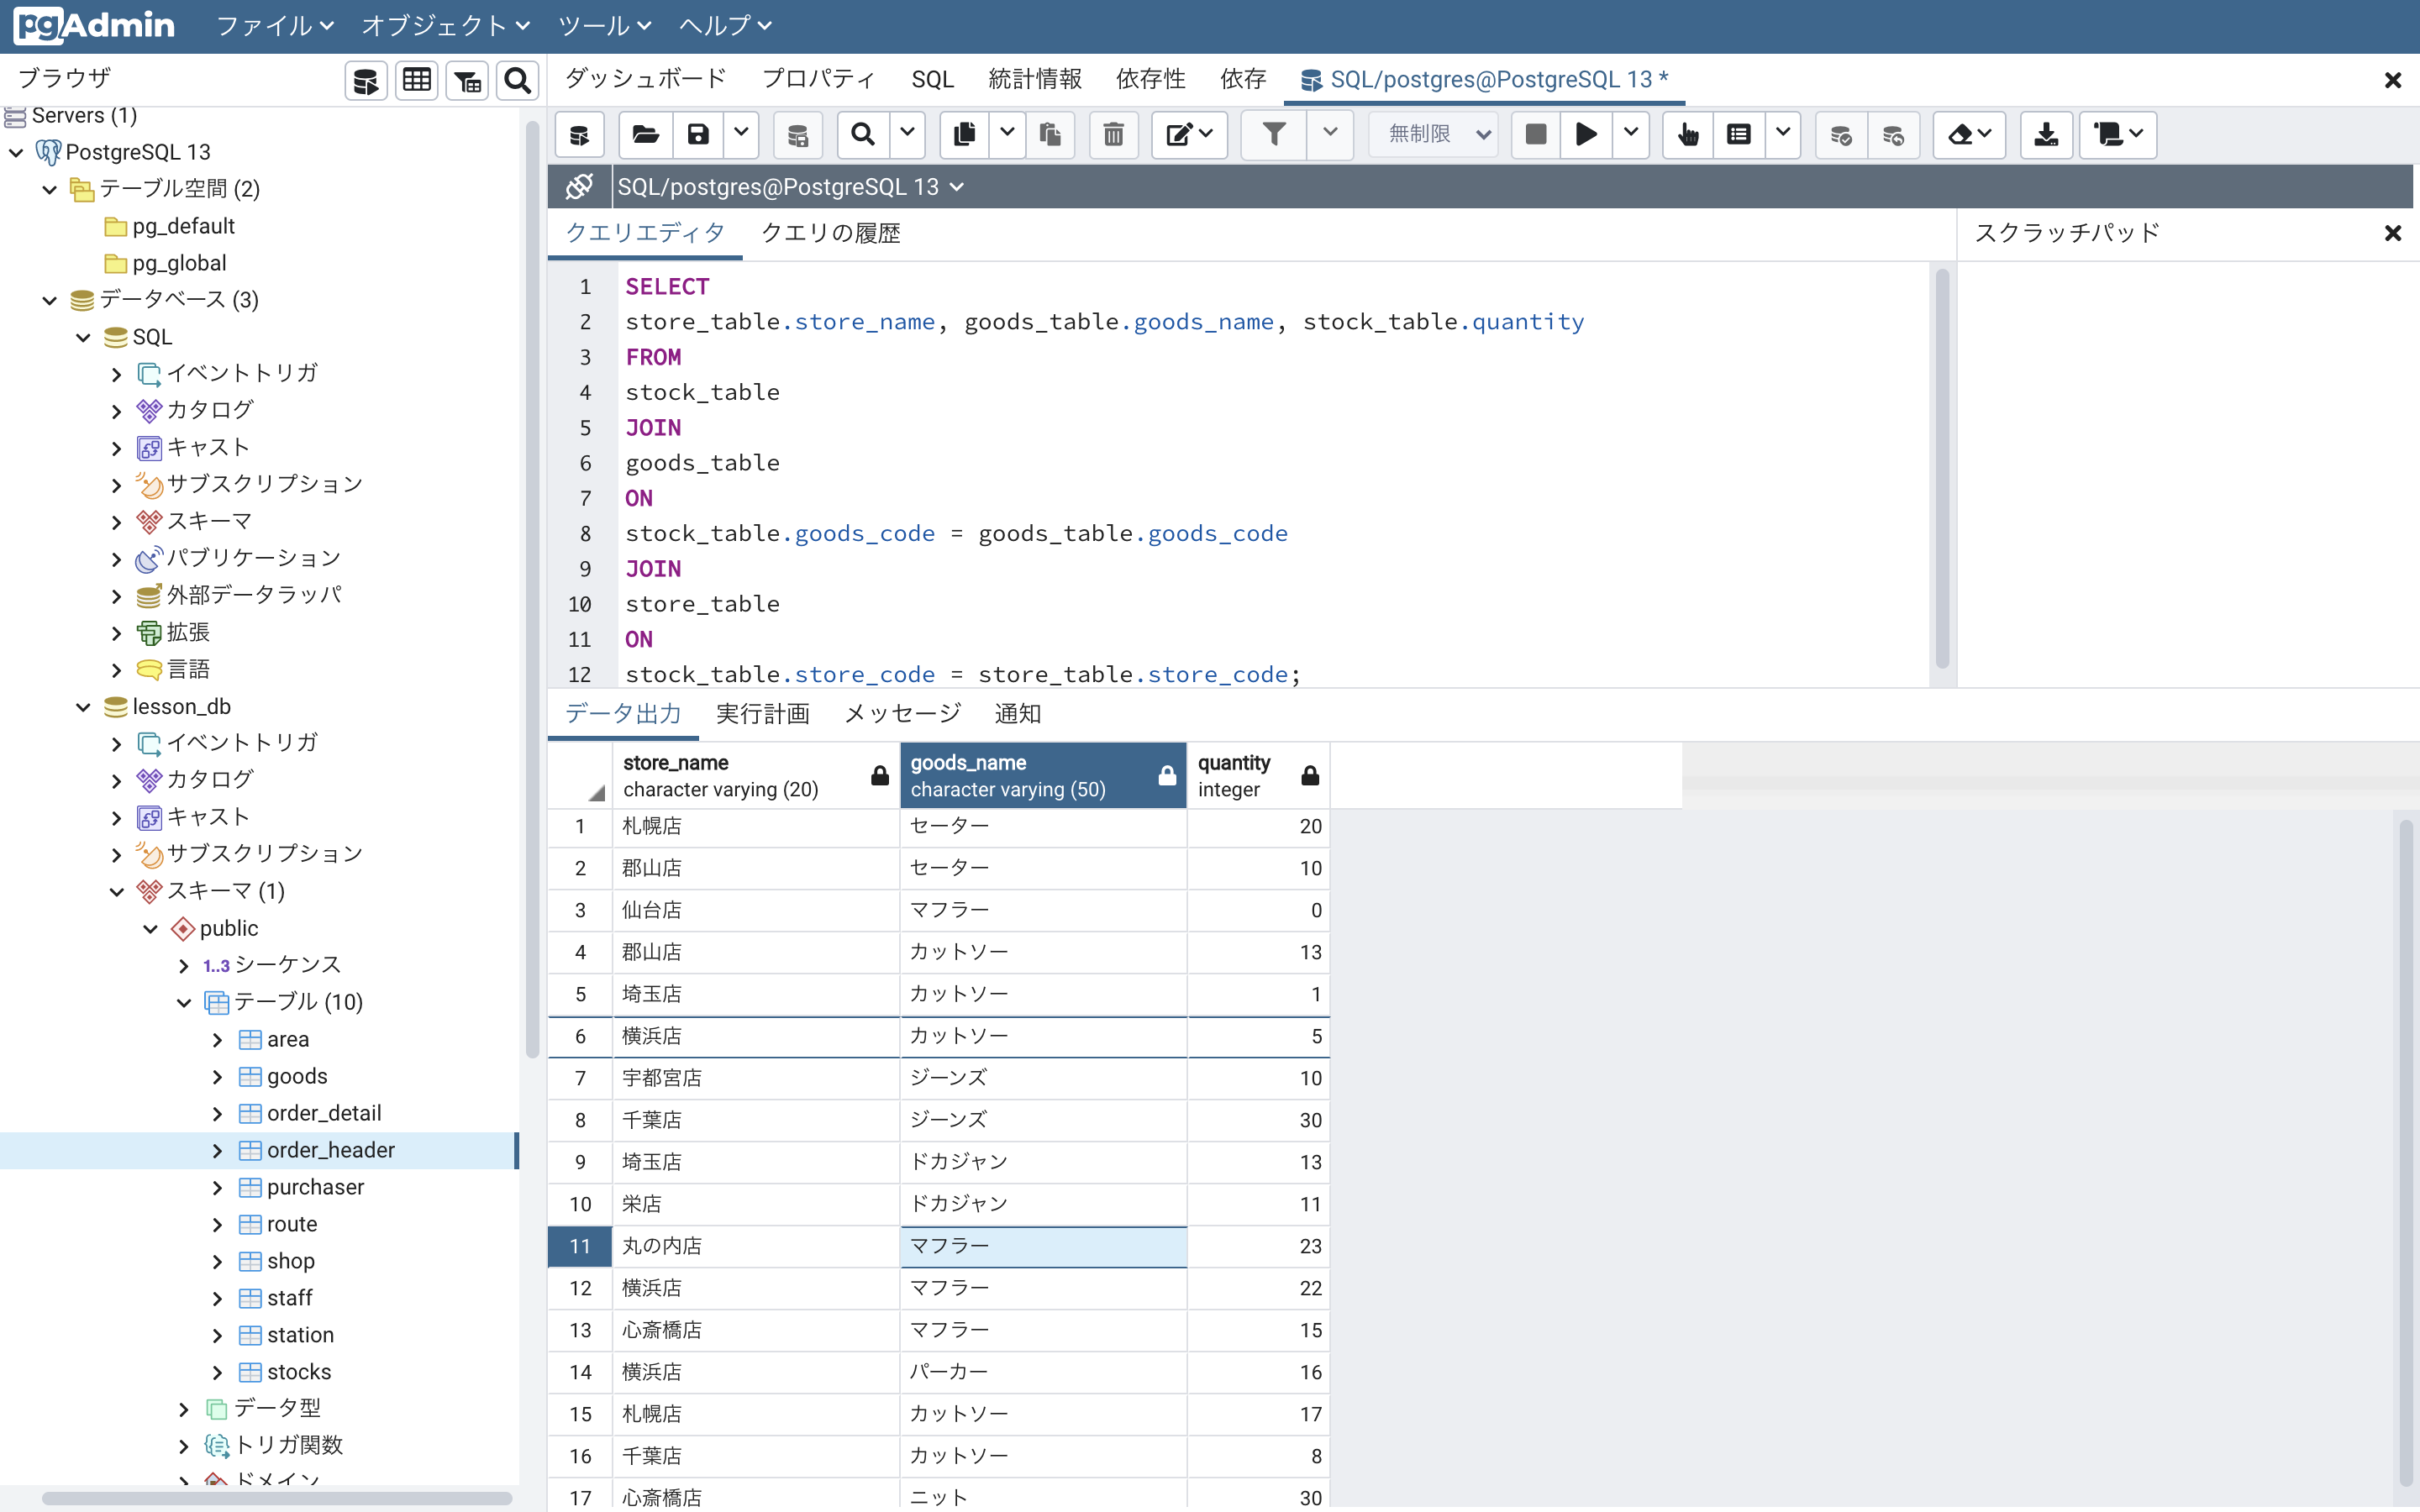 pgAdmin ファイル オブジェクト ツール ヘルプ
ブラウザ
ダッシュボード プロパティ SQL 統計情報 依存性 依存 SQL/postgres@PostgreSQL 13 *
無制限
SQL/postgres@PostgreSQL 13
クエリエディタ クエリの履歴
スクラッチパッド
Servers (1)
PostgreSQL 13
テーブル空間 (2)
pg_default
pg_global
データベース (3)
SQL
イベントトリガ
カタログ
キャスト
サブスクリプション
スキーマ
パブリケーション
外部データラッパ
拡張
言語
lesson_db
イベントトリガ
カタログ
キャスト
サブスクリプション
スキーマ (1)
public
1..3 シーケンス
テーブル (10)
area
goods
order_detail
order_header
purchaser
route
shop
staff
station
stocks
データ型
トリガ関数
ドメイン
1 SELECT
2 store_table.store_name, goods_table.goods_name, stock_table.quantity
3 FROM
4 stock_table
5 JOIN
6 goods_table
7 ON
8 stock_table.goods_code = goods_table.goods_code
9 JOIN
10 store_table
11 ON
12 stock_table.store_code = store_table.store_code;
データ出力 実行計画 メッセージ 通知
store_name goods_name quantity
character varying (20) character varying (50) integer
1 札幌店 セーター 20
2 郡山店 セーター 10
3 仙台店 マフラー 0
4 郡山店 カットソー 13
5 埼玉店 カットソー 1
6 横浜店 カットソー 5
7 宇都宮店 ジーンズ 10
8 千葉店 ジーンズ 30
9 埼玉店 ドカジャン 13
10 栄店 ドカジャン 11
11 丸の内店 マフラー 23
12 横浜店 マフラー 22
13 心斎橋店 マフラー 15
14 横浜店 パーカー 16
15 札幌店 カットソー 17
16 千葉店 カットソー 8
17 心斎橋店 ニット 30